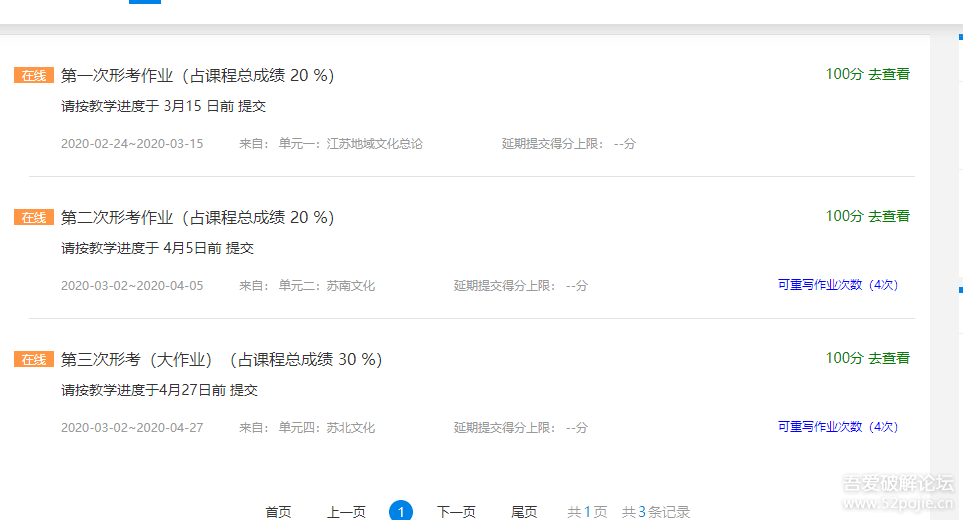 在线 第一次形考作业（占课程总成绩 20 %） 100分 去查看
请按教学进度于 3月15 日前 提交
2020-02-24~2020-03-15 来自： 单元一：江苏地域文化总论 延期提交得分上限： --分
在线 第二次形考作业（占课程总成绩 20 %） 100分 去查看
请按教学进度于 4月5日前 提交
2020-03-02~2020-04-05 来自： 单元二：苏南文化 延期提交得分上限： --分 可重写作业次数（4次）
在线 第三次形考（大作业）（占课程总成绩 30 %） 100分 去查看
请按教学进度于4月27日前 提交
2020-03-02~2020-04-27 来自： 单元四：苏北文化 延期提交得分上限： --分 可重写作业次数（4次）
首页 上一页 1 下一页 尾页 共1页 共3条记录
吾爱破解论坛
www.52pojie.cn